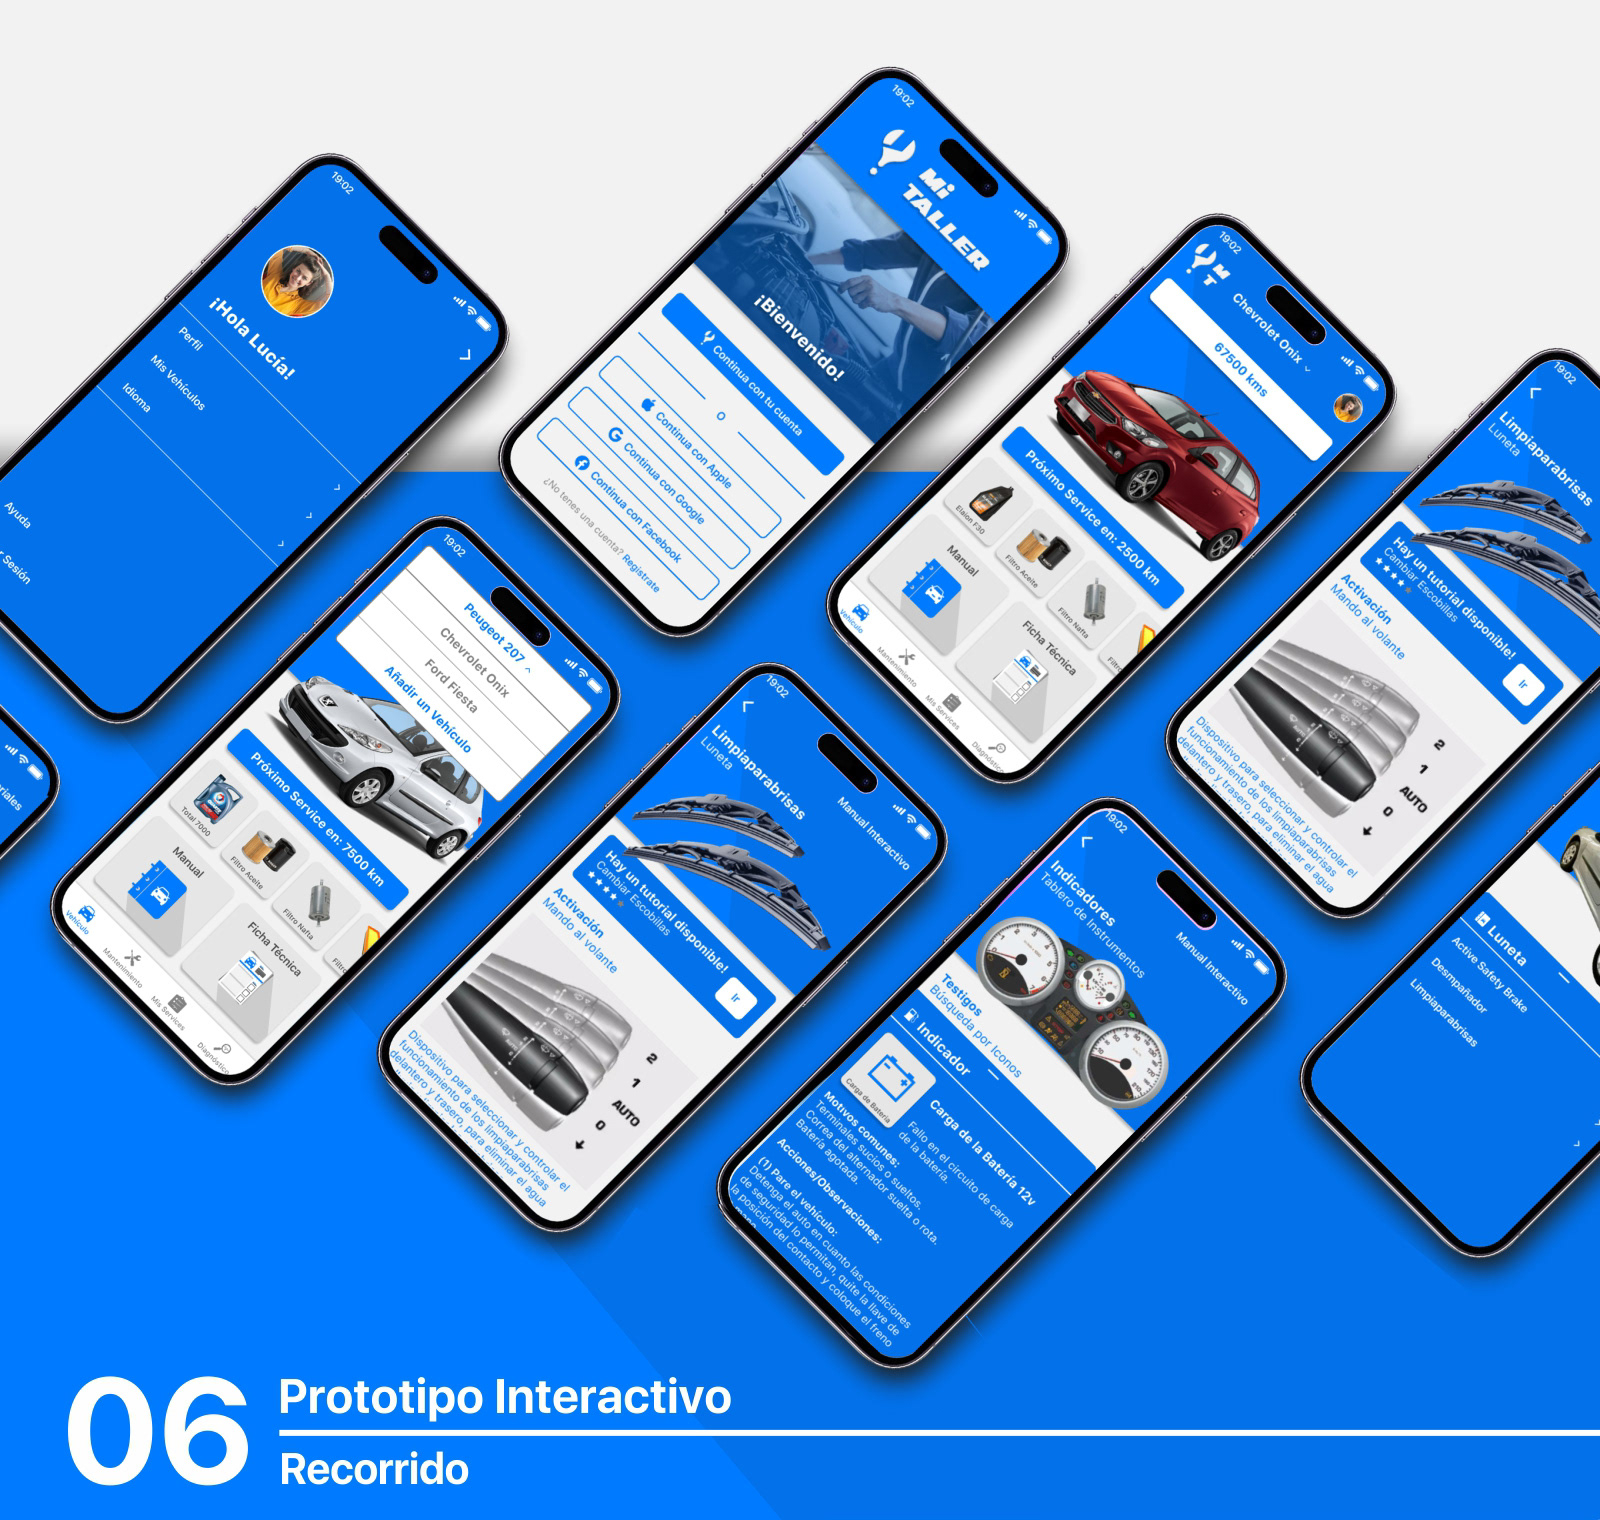 19:02
¡Hola Lucía!
Perfil
Mis Vehículos
Idioma
Ayuda
Sesión
19:02
Mi
TALLER
¡Bienvenido!
Continua con tu cuenta
O
Continua con Apple
Continua con Google
Continua con Facebook
¿No tenes una cuenta? Registrate
19:02
M
T
Chevrolet Onix
67500 kms
Próximo Service en: 2500 km
Elaion F30
Filtro Aceite
Filtro Nafta
Filtro
Manual
Ficha Técnica
Vehículo
Mantenimiento
Mis Services
Diagnóstico
19:02
Limpiaparabrisas
Luneta
Hay un tutorial disponible!
Cambiar Escobillas
Ir
Activación
Mando al volante
2
1
AUTO
0
Dispositivo para seleccionar y controlar el
funcionamiento de los limpiaparabrisas
delantero y trasero, para eliminar el agua
19:02
Peugeot 207
Chevrolet Onix
Ford Fiesta
Añadir un Vehículo
Próximo Service en: 7500 km
Total 7000
Filtro Aceite
Filtro Nafta
Filtro
Manual
Ficha Técnica
Vehículo
Mantenimiento
Mis Services
Diagnóstico
19:02
Manual Interactivo
Limpiaparabrisas
Luneta
Hay un tutorial disponible!
Cambiar Escobillas
Ir
Activación
Mando al volante
2
1
AUTO
0
Dispositivo para seleccionar y controlar el
funcionamiento de los limpiaparabrisas
delantero y trasero, para eliminar el agua
19:02
Manual Interactivo
Indicadores
Tablero de Instrumentos
Testigos
Búsqueda por Iconos
Indicador
Carga de Batería
Carga de la Batería 12v
Fallo en el circuito de carga
de la batería.
Motivos comunes:
Terminales sucios o sueltos.
Correa del alternador suelta o rota.
Batería agotada.
Acciones/Observaciones:
(1) Pare el vehículo:
Detenga el auto en cuanto las condiciones
de seguridad lo permitan, quite la llave de
la posición del contacto y coloque el freno
Luneta
Active Safety Brake
Desmpañador
Limpiaparabrisas
riales
06
Prototipo Interactivo
Recorrido